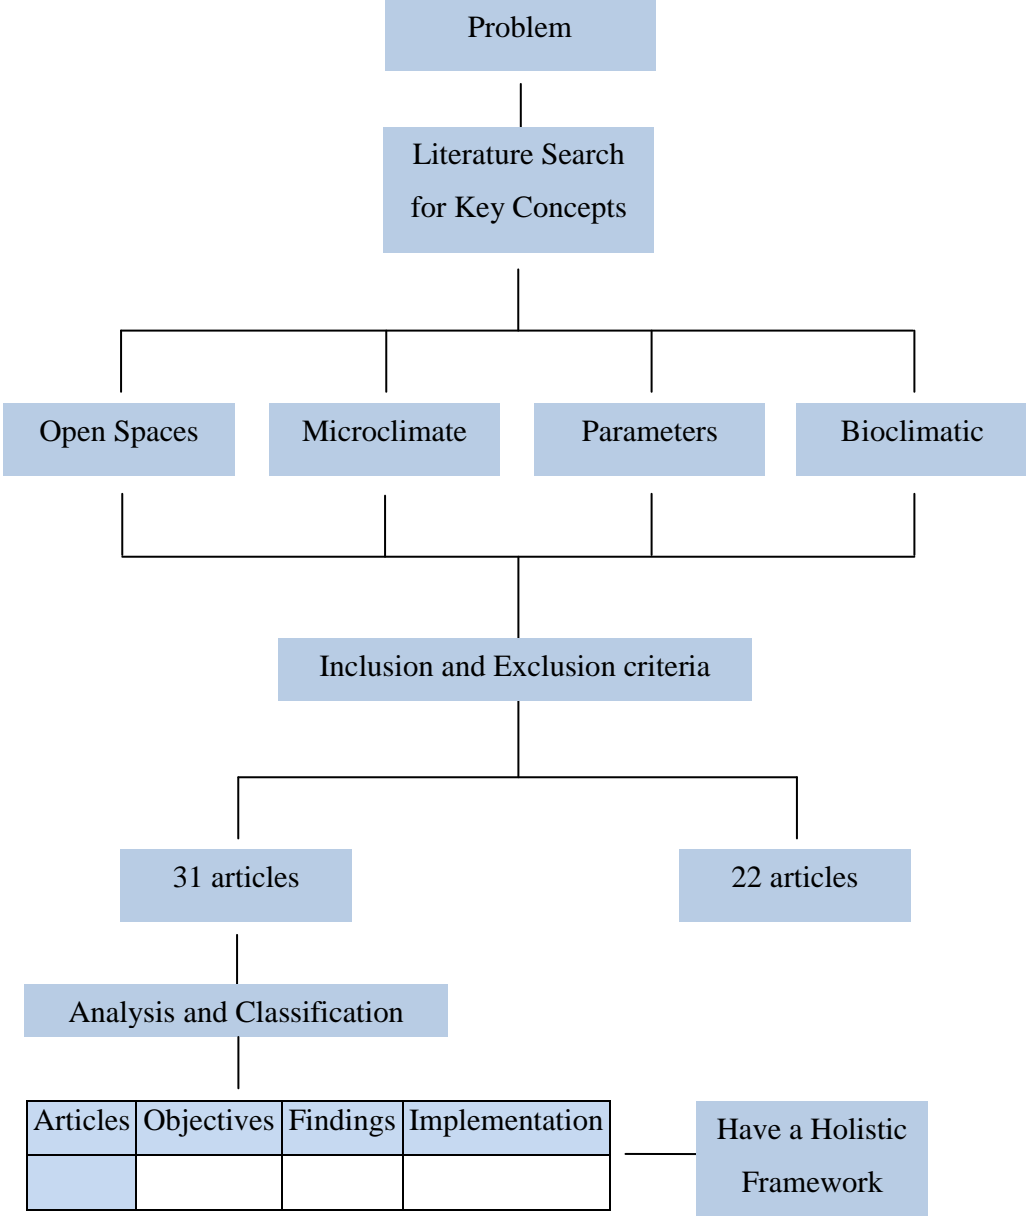 Problem
Literature Search
for Key Concepts
Open Spaces
Microclimate
Parameters
Bioclimatic
Inclusion and Exclusion criteria
31 articles
22 articles
Analysis and Classification
Articles Objectives Findings Implementation
Have a Holistic
Framework